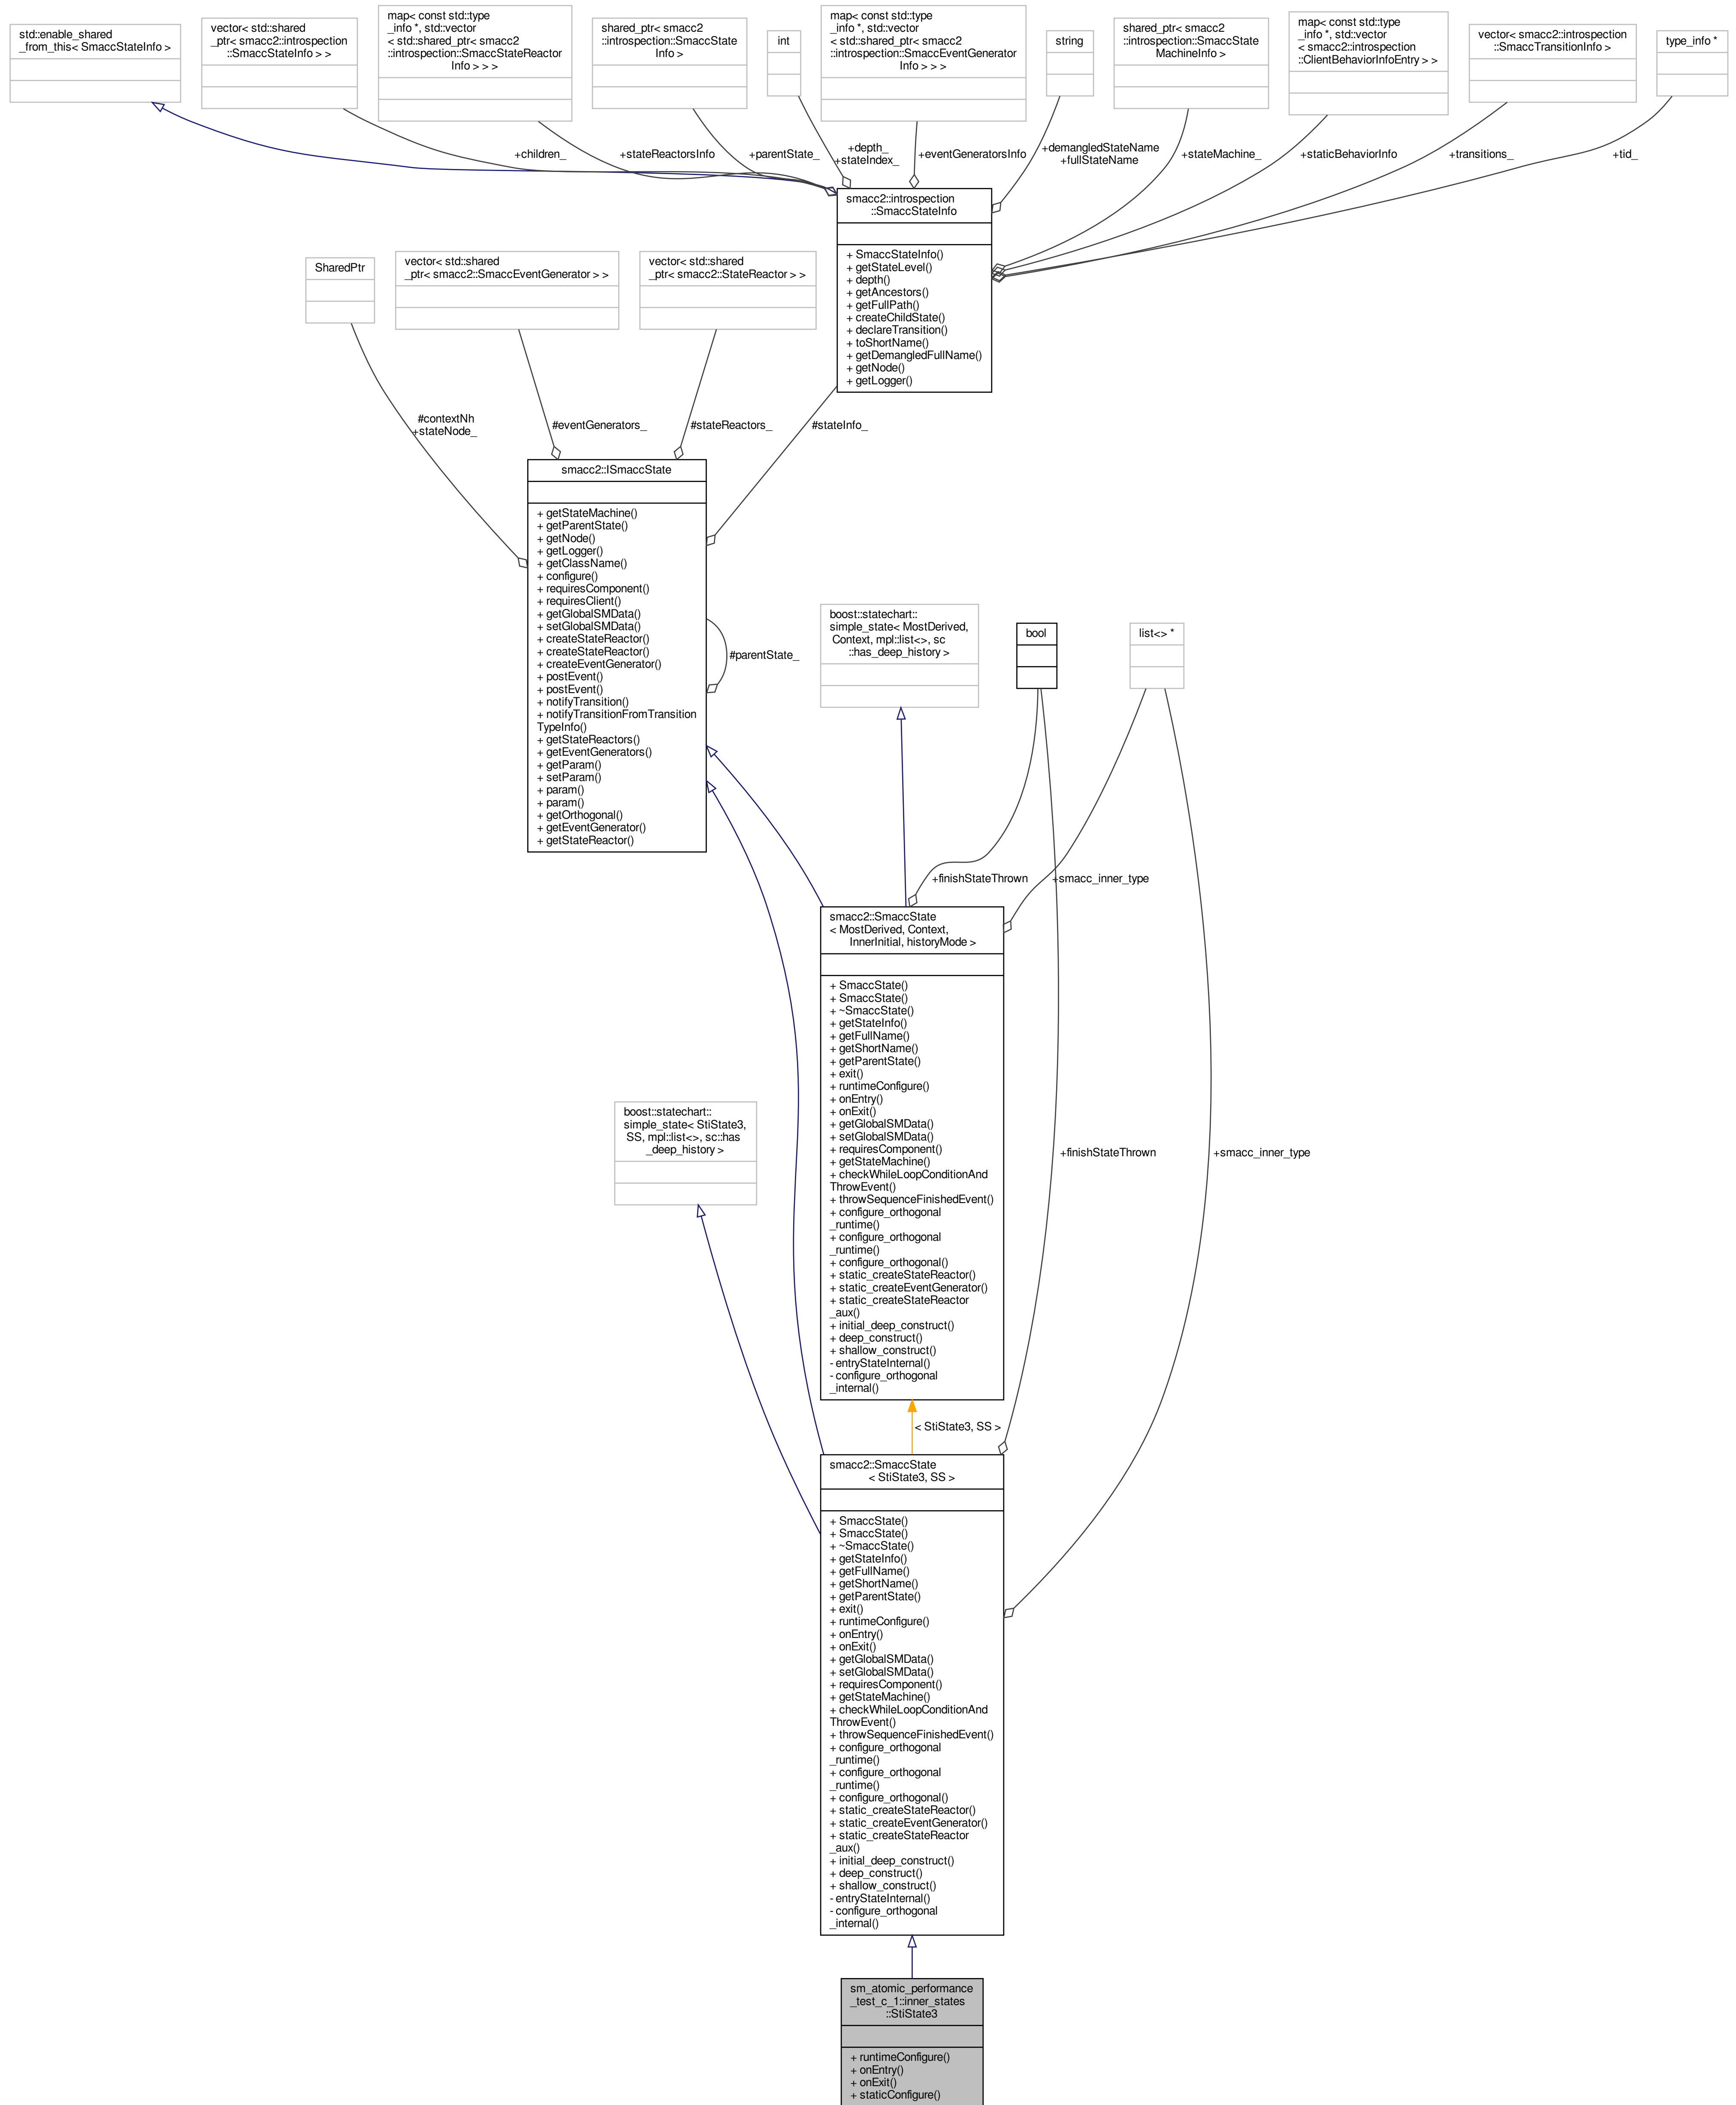 std::enable_shared
_from_this< SmaccStateInfo >
vector< std::shared
_ptr< smacc2::introspection
::SmaccStateInfo > >
map< const std::type
_info *, std::vector
< std::shared_ptr< smacc2
::introspection::SmaccStateReactor
Info > > >
shared_ptr< smacc2
::introspection::SmaccState
Info >
int
map< const std::type
_info *, std::vector
< std::shared_ptr< smacc2
::introspection::SmaccEventGenerator
Info > > >
string
shared_ptr< smacc2
::introspection::SmaccState
MachineInfo >
map< const std::type
_info *, std::vector
< smacc2::introspection
::ClientBehaviorInfoEntry > >
vector< smacc2::introspection
::SmaccTransitionInfo >
type_info *
+children_
+stateReactorsInfo
+parentState_
+depth_
+stateIndex_
+eventGeneratorsInfo
+demangledStateName
+fullStateName
+stateMachine_
+staticBehaviorInfo
+transitions_
+tid_
smacc2::introspection
::SmaccStateInfo
+ SmaccStateInfo()
+ getStateLevel()
+ depth()
+ getAncestors()
+ getFullPath()
+ createChildState()
+ declareTransition()
+ toShortName()
+ getDemangledFullName()
+ getNode()
+ getLogger()
SharedPtr
vector< std::shared
_ptr< smacc2::SmaccEventGenerator > >
vector< std::shared
_ptr< smacc2::StateReactor > >
#contextNh
+stateNode_
#eventGenerators_
#stateReactors_
#stateInfo_
smacc2::ISmaccState
+ getStateMachine()
+ getParentState()
+ getNode()
+ getLogger()
+ getClassName()
+ configure()
+ requiresComponent()
+ requiresClient()
+ getGlobalSMData()
+ setGlobalSMData()
+ createStateReactor()
+ createStateReactor()
+ createEventGenerator()
+ postEvent()
+ postEvent()
+ notifyTransition()
+ notifyTransitionFromTransition
TypeInfo()
+ getStateReactors()
+ getEventGenerators()
+ getParam()
+ setParam()
+ param()
+ param()
+ getOrthogonal()
+ getEventGenerator()
+ getStateReactor()
#parentState_
boost::statechart::
simple_state< MostDerived,
Context, mpl::list<>, sc
::has_deep_history >
bool
list<> *
+finishStateThrown
+smacc_inner_type
smacc2::SmaccState
< MostDerived, Context,
InnerInitial, historyMode >
+ SmaccState()
+ SmaccState()
+ ~SmaccState()
+ getStateInfo()
+ getFullName()
+ getShortName()
+ getParentState()
+ exit()
+ runtimeConfigure()
+ onEntry()
+ onExit()
+ getGlobalSMData()
+ setGlobalSMData()
+ requiresComponent()
+ getStateMachine()
+ checkWhileLoopConditionAnd
ThrowEvent()
+ throwSequenceFinishedEvent()
+ configure_orthogonal
_runtime()
+ configure_orthogonal
_runtime()
+ configure_orthogonal()
+ static_createStateReactor()
+ static_createEventGenerator()
+ static_createStateReactor
_aux()
+ initial_deep_construct()
+ deep_construct()
+ shallow_construct()
- entryStateInternal()
- configure_orthogonal
_internal()
boost::statechart::
simple_state< StiState3,
SS, mpl::list<>, sc::has
_deep_history >
+finishStateThrown
+smacc_inner_type
< StiState3, SS >
smacc2::SmaccState
< StiState3, SS >
+ SmaccState()
+ SmaccState()
+ ~SmaccState()
+ getStateInfo()
+ getFullName()
+ getShortName()
+ getParentState()
+ exit()
+ runtimeConfigure()
+ onEntry()
+ onExit()
+ getGlobalSMData()
+ setGlobalSMData()
+ requiresComponent()
+ getStateMachine()
+ checkWhileLoopConditionAnd
ThrowEvent()
+ throwSequenceFinishedEvent()
+ configure_orthogonal
_runtime()
+ configure_orthogonal
_runtime()
+ configure_orthogonal()
+ static_createStateReactor()
+ static_createEventGenerator()
+ static_createStateReactor
_aux()
+ initial_deep_construct()
+ deep_construct()
+ shallow_construct()
- entryStateInternal()
- configure_orthogonal
_internal()
sm_atomic_performance
_test_c_1::inner_states
::StiState3
+ runtimeConfigure()
+ onEntry()
+ onExit()
+ staticConfigure()